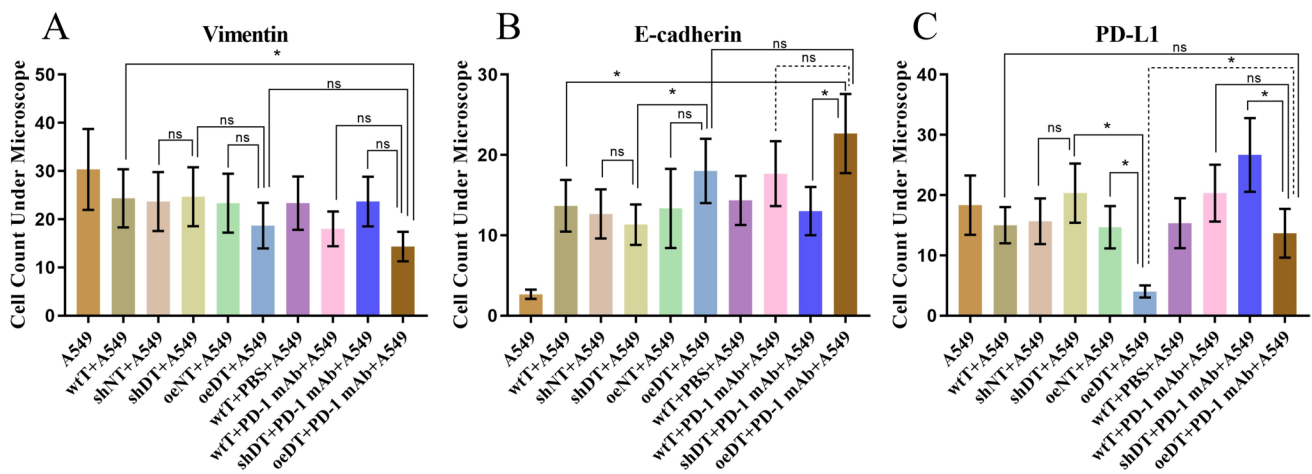 A
Vimentin
Cell Count Under Microscope
50
40
30
20
10
0
*
ns
ns
ns
ns
ns
ns
ns
A549
wtT+A549
shNT+A549
shDT+A549
oeNT+A549
oeDT+A549
wtT+PBS+A549
wtT+PD-1 mAb+A549
shDT+PD-1 mAb+A549
oeDT+PD-1 mAb+A549
B
E-cadherin
Cell Count Under Microscope
30
20
10
0
ns
ns
*
*
*
ns
ns
A549
wtT+A549
shNT+A549
shDT+A549
oeNT+A549
oeDT+A549
wtT+PBS+A549
wtT+PD-1 mAb+A549
shDT+PD-1 mAb+A549
oeDT+PD-1 mAb+A549
C
PD-L1
Cell Count Under Microscope
40
30
20
10
0
ns
*
ns
*
ns
*
*
A549
wtT+A549
shNT+A549
shDT+A549
oeNT+A549
oeDT+A549
wtT+PBS+A549
wtT+PD-1 mAb+A549
shDT+PD-1 mAb+A549
oeDT+PD-1 mAb+A549